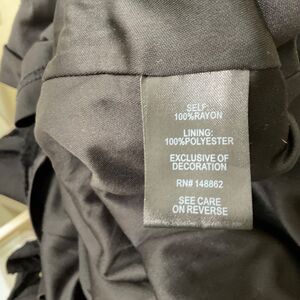 SELF:
100%RAYON
LINING:
100%POLYESTER
EXCLUSIVE OF
DECORATION
RN# 148862
SEE CARE
ON REVERSE